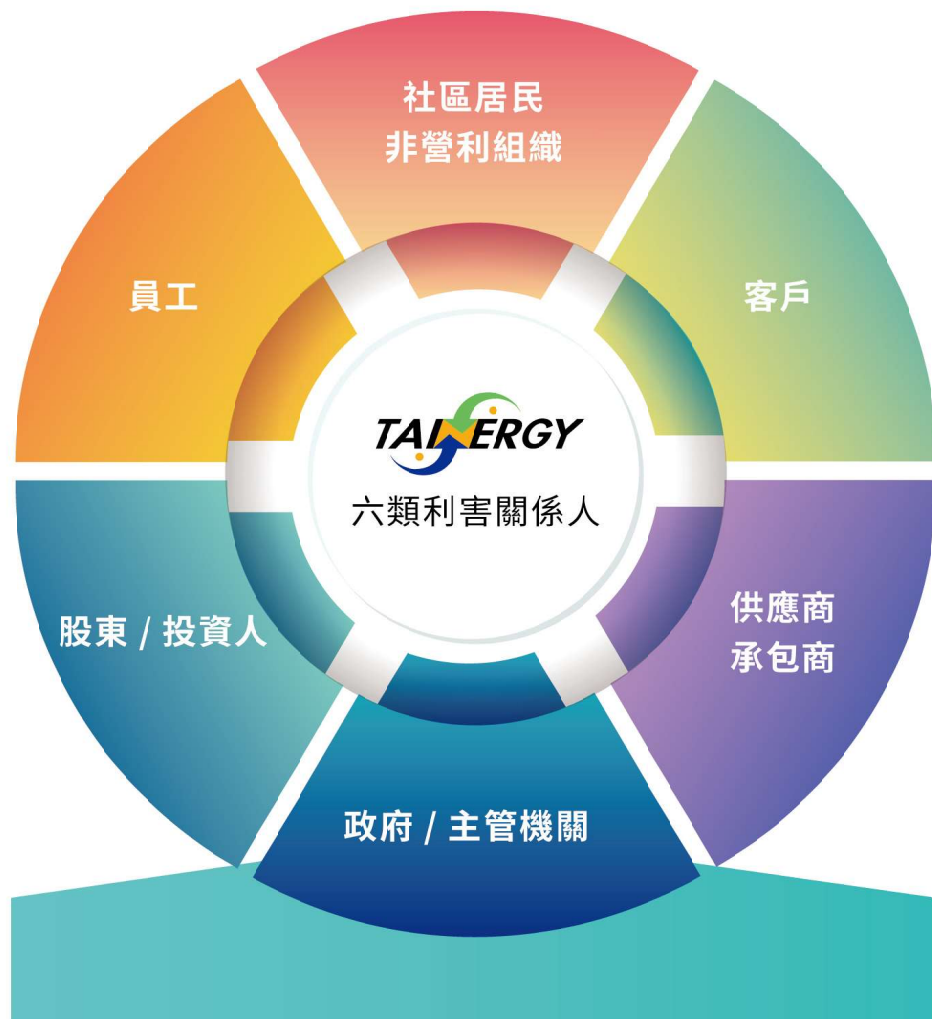 社區居民
非營利組織
員工
客戶
TAINERGY
六類利害關係人
股東 / 投資人
供應商
承包商
政府 / 主管機關